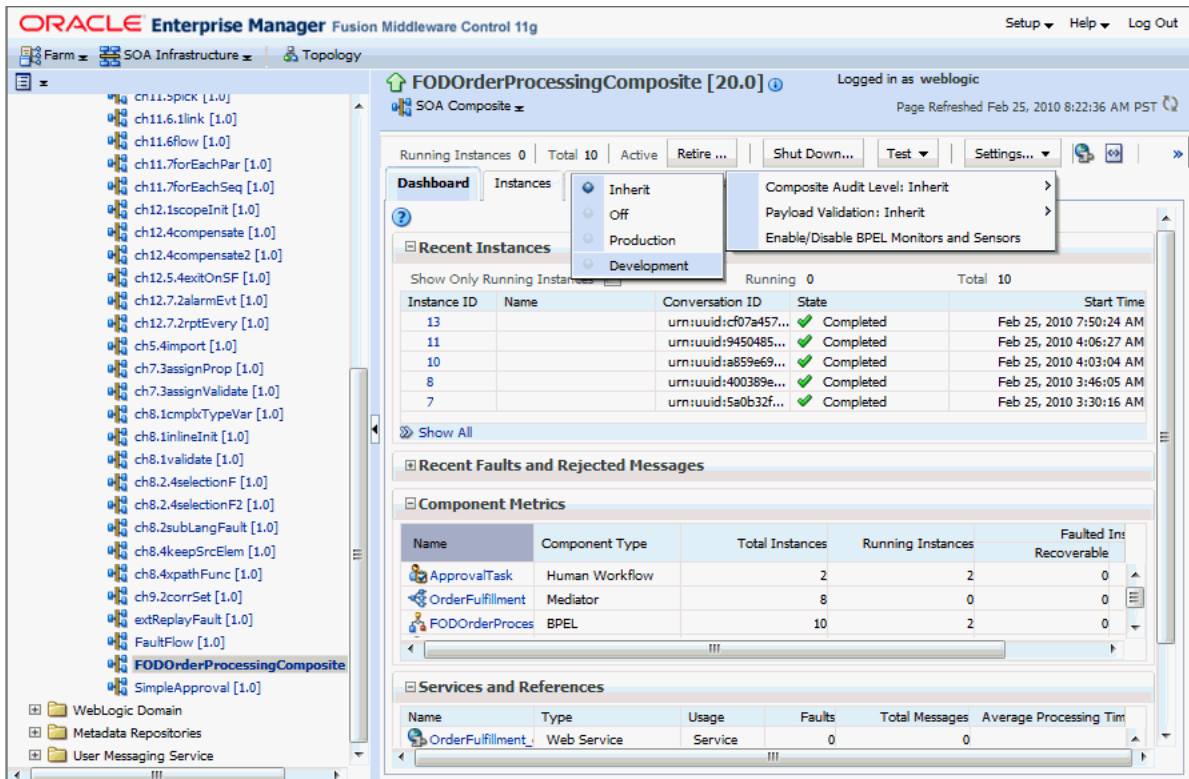 ORACLE Enterprise Manager Fusion Middleware Control 11g
Setup Help Log Out
Farm SOA Infrastructure Topology
ch11.5pick [1.0]
ch11.6.1link [1.0]
ch11.6flow [1.0]
ch11.7forEachPar [1.0]
ch11.7forEachSeq [1.0]
ch12.1scopeInit [1.0]
ch12.4compensate [1.0]
ch12.4compensate2 [1.0]
ch12.5.4exitOnSF [1.0]
ch12.7.2alarmEvt [1.0]
ch12.7.2rptEvery [1.0]
ch5.4import [1.0]
ch7.3assignProp [1.0]
ch7.3assignValidate [1.0]
ch8.1cmplxTypeVar [1.0]
ch8.1inlineInit [1.0]
ch8.1validate [1.0]
ch8.2.4selectionF [1.0]
ch8.2.4selectionF2 [1.0]
ch8.2subLangFault [1.0]
ch8.4keepSrcElem [1.0]
ch8.4xpathFunc [1.0]
ch9.2corrSet [1.0]
extReplayFault [1.0]
FaultFlow [1.0]
FODOrderProcessingComposite
SimpleApproval [1.0]
WebLogic Domain
Metadata Repositories
User Messaging Service
FODOrderProcessingComposite [20.0]
Logged in as weblogic
SOA Composite
Page Refreshed Feb 25, 2010 8:22:36 AM PST
Running Instances 0 Total 10 Active Retire ... Shut Down... Test Settings...
Dashboard Instances
Inherit
Off
Production
Development
Composite Audit Level: Inherit
Payload Validation: Inherit
Enable/Disable BPEL Monitors and Sensors
Recent Instances
Show Only Running Instances Running 0 Total 10
Instance ID Name Conversation ID State Start Time
13 urn:uuid:cf07a457... Completed Feb 25, 2010 7:50:24 AM
11 urn:uuid:9450485... Completed Feb 25, 2010 4:06:27 AM
10 urn:uuid:a859e69... Completed Feb 25, 2010 4:03:04 AM
8 urn:uuid:400389e... Completed Feb 25, 2010 3:46:05 AM
7 urn:uuid:5a0b32f... Completed Feb 25, 2010 3:30:16 AM
Show All
Recent Faults and Rejected Messages
Component Metrics
Name Component Type Total Instances Running Instances Faulted Ins
Recoverable
ApprovalTask Human Workflow 2 2 0
OrderFulfillment Mediator 8 0 0
FODOrderProces BPEL 10 2 0
Services and References
Name Type Usage Faults Total Messages Average Processing Tim
OrderFulfillment_ Web Service Service 0 0